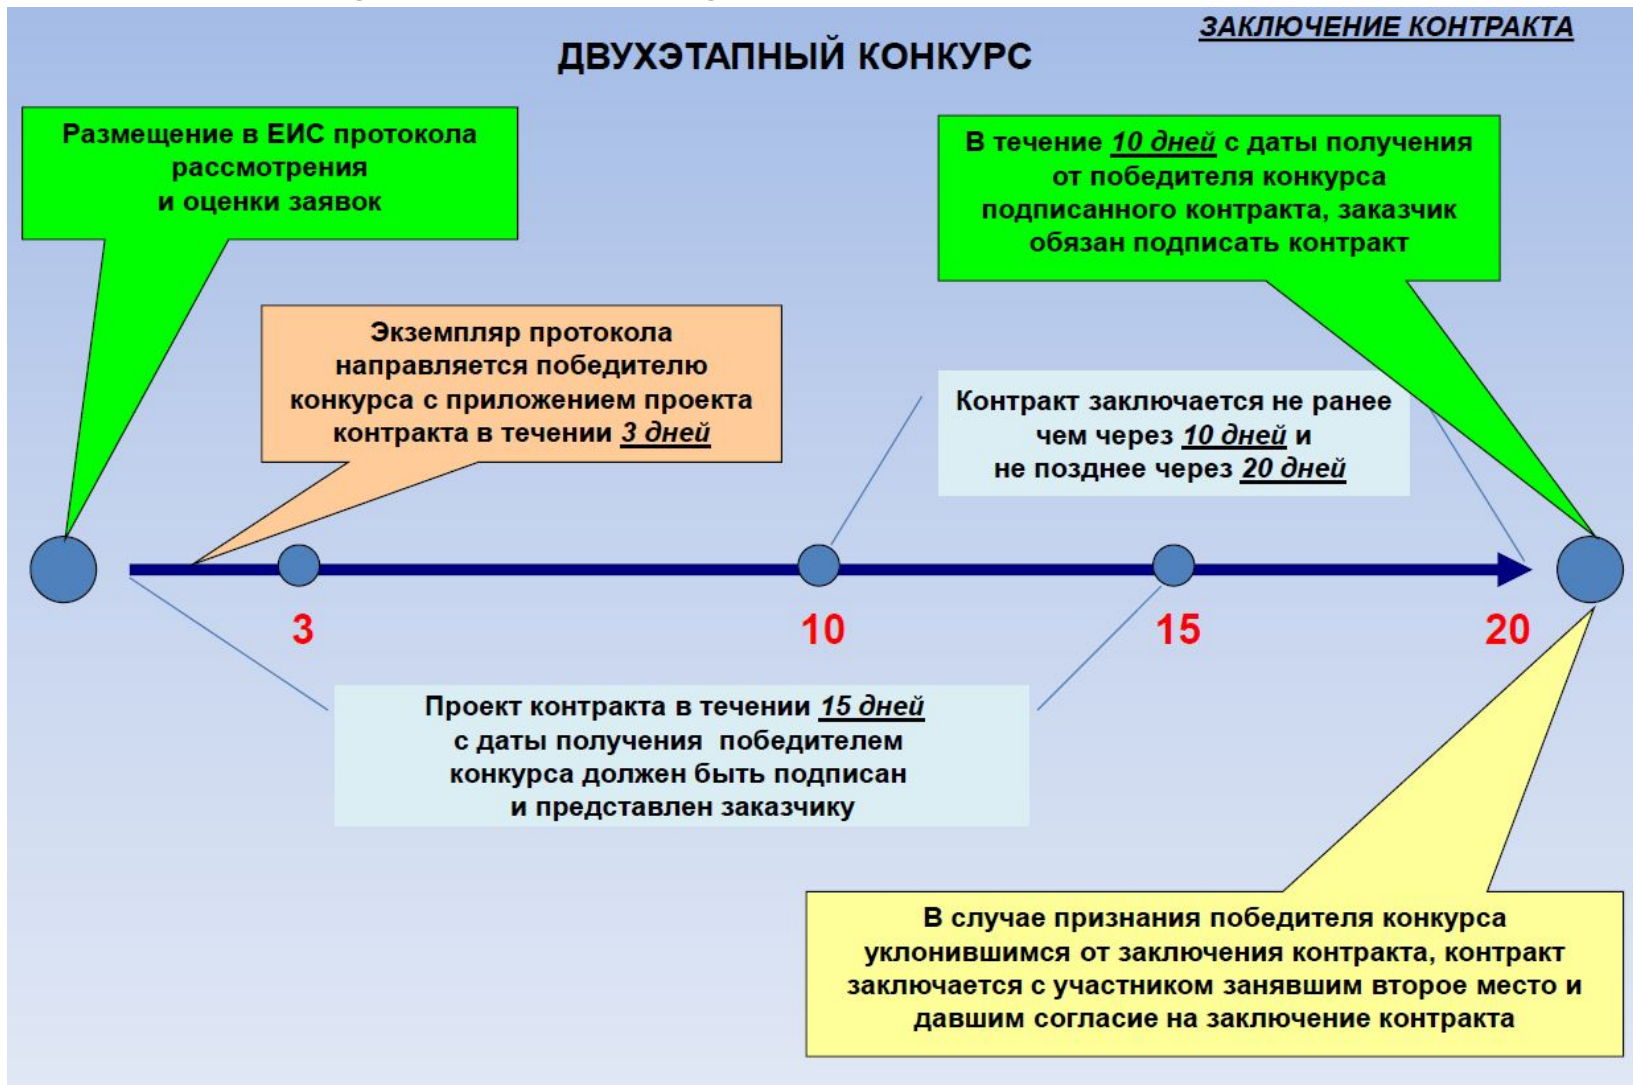 ЗАКЛЮЧЕНИЕ КОНТРАКТА
ДВУХЭТАПНЫЙ КОНКУРС
Размещение в ЕИС протокола
рассмотрения
и оценки заявок
В течение 10 дней с даты получения
от победителя конкурса
подписанного контракта, заказчик
обязан подписать контракт
Экземпляр протокола
направляется победителю
конкурса с приложением проекта
контракта в течении 3 дней
Контракт заключается не ранее
чем через 10 дней и
не позднее через 20 дней
3
10
15
20
Проект контракта в течении 15 дней
с даты получения победителем
конкурса должен быть подписан
и представлен заказчику
В случае признания победителя конкурса
уклонившимся от заключения контракта, контракт
заключается с участником занявшим второе место и
давшим согласие на заключение контракта